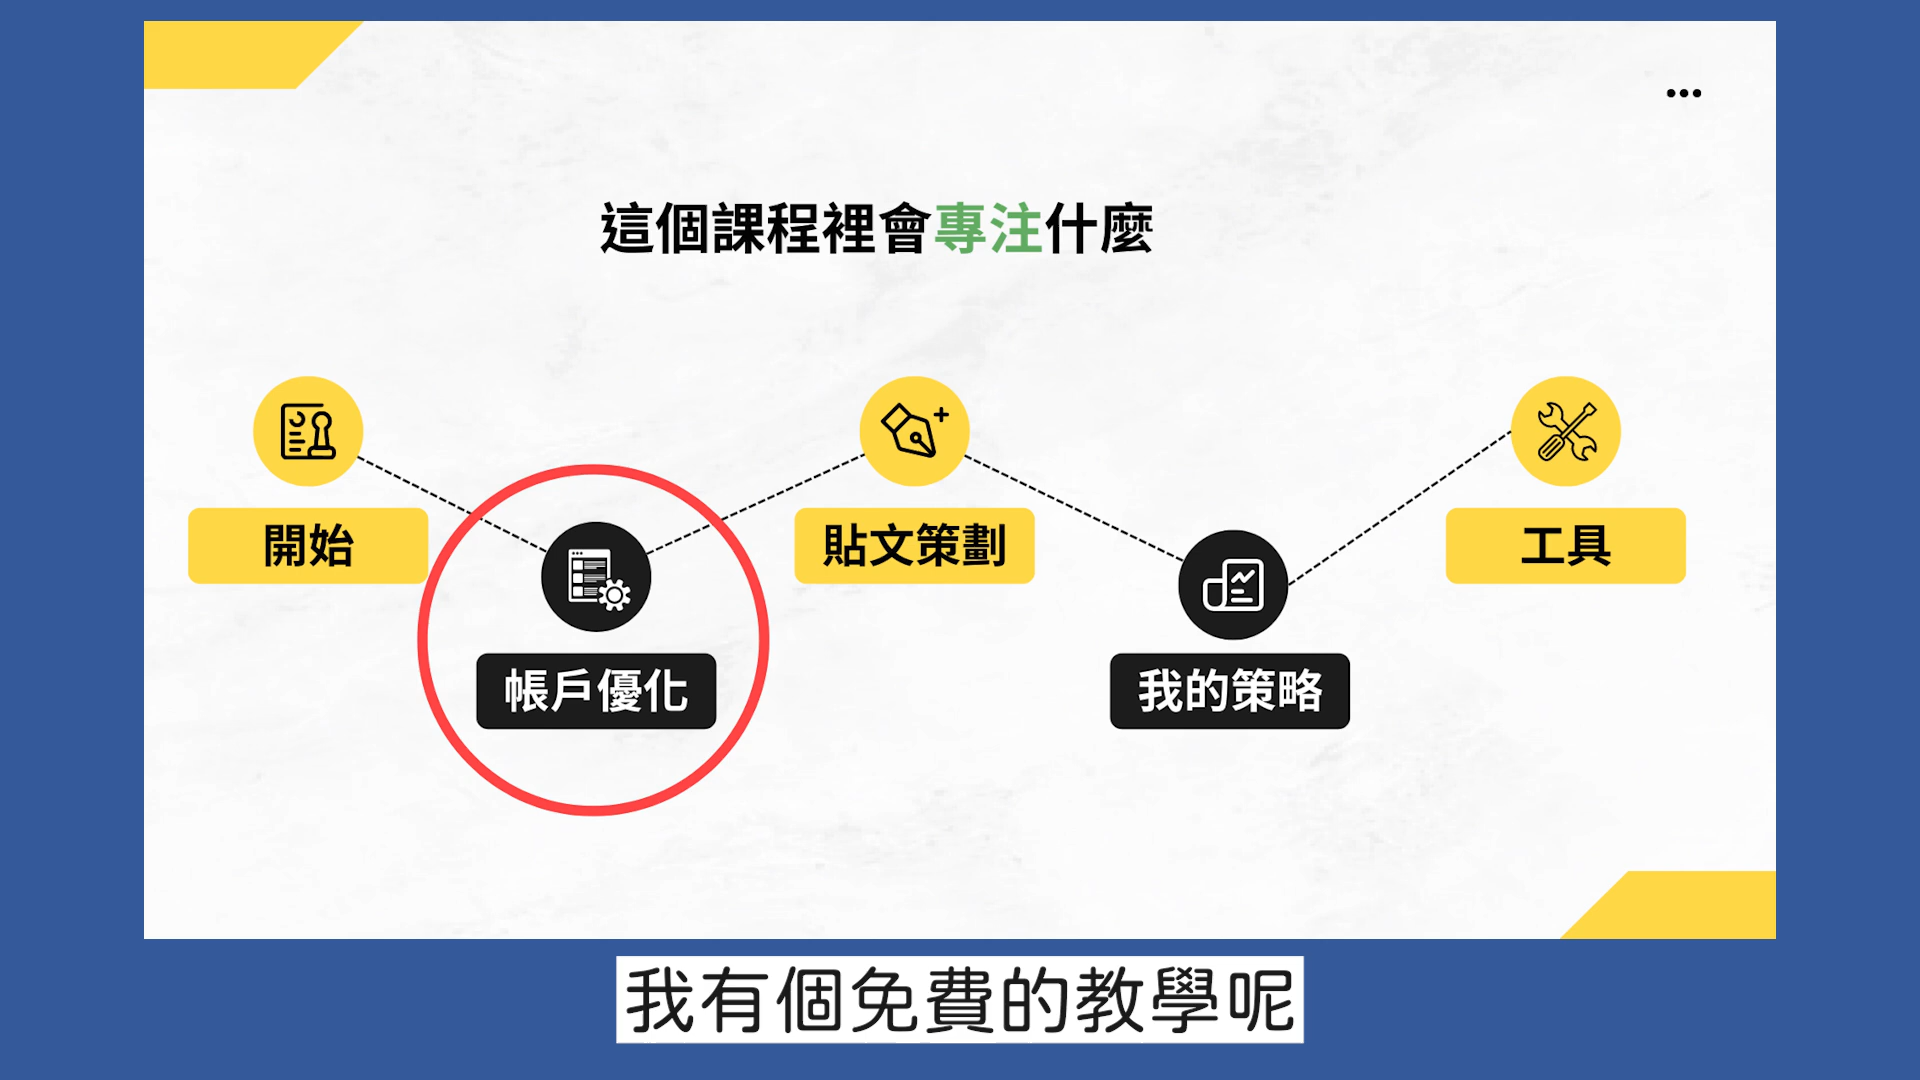 這個課程裡會專注什麼
開始
帳戶優化
貼文策劃
我的策略
工具
我有個免費的教學呢